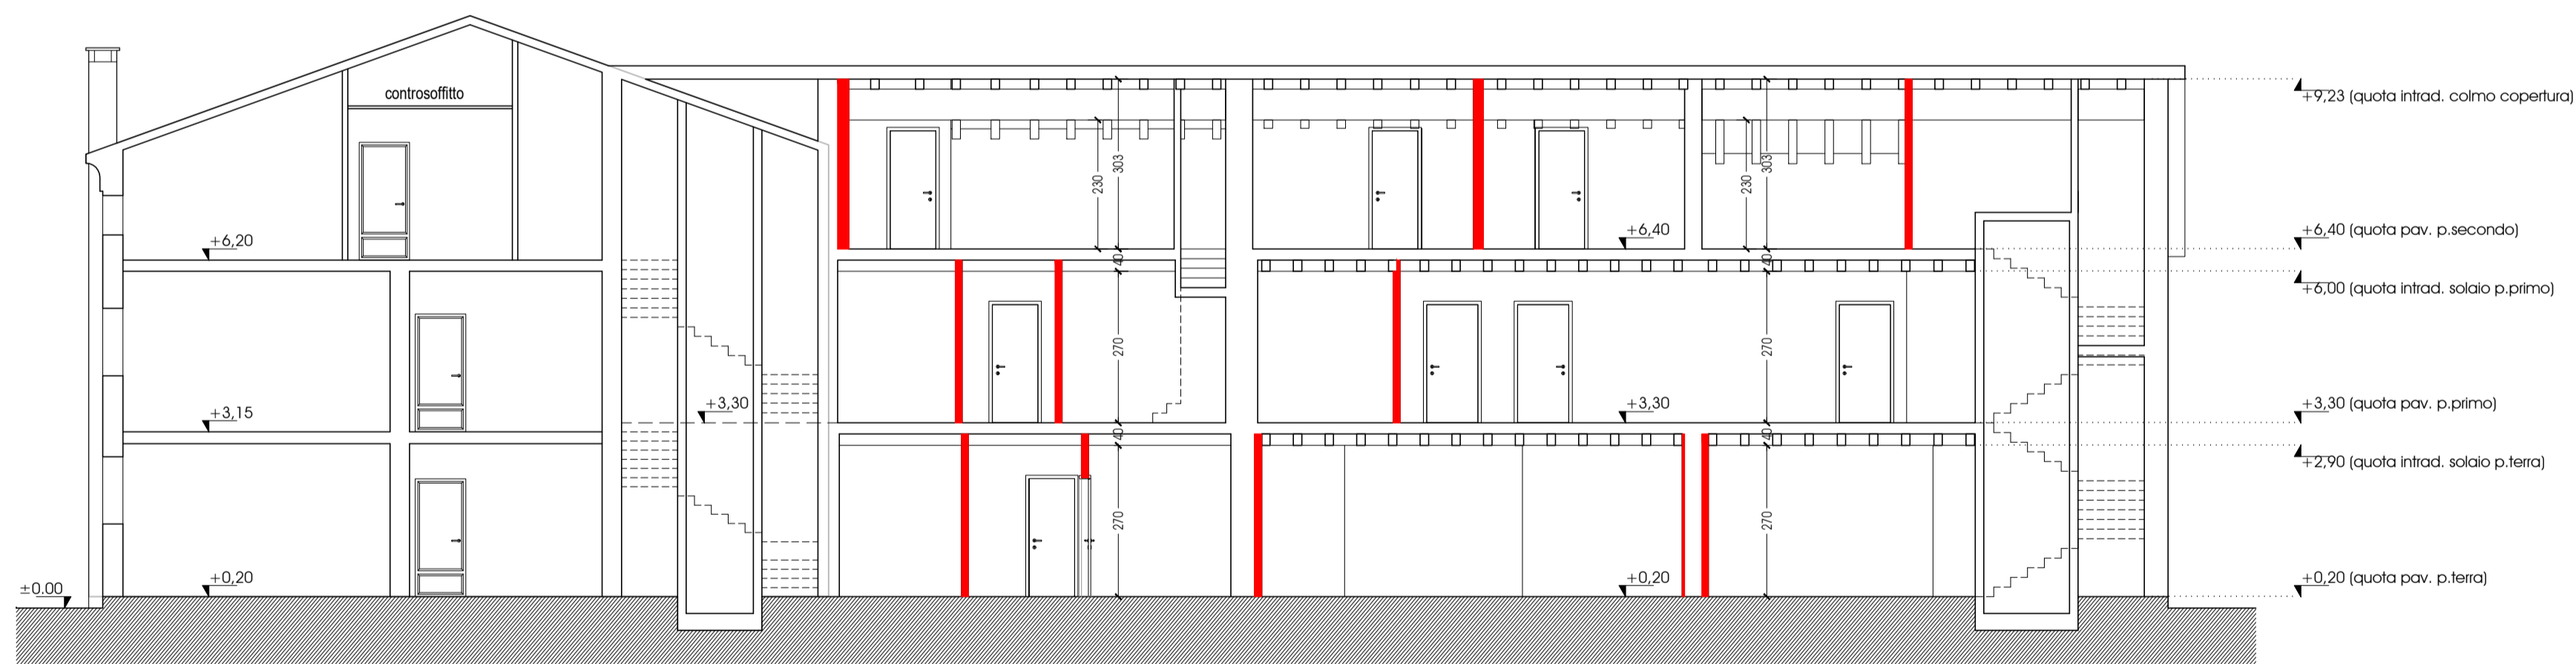 controsoffitto
+9,23 (quota intrad. colmo copertura)
303
303
230
230
+6,20
+6,40
+6,40 (quota pav. p.secondo)
40
40
+6,00 (quota intrad. solaio p.primo)
270
270
+3,15
+3,30
+3,30
+3,30 (quota pav. p.primo)
40
40
+2,90 (quota intrad. solaio p.terra)
270
270
±0.00
+0,20
+0,20
+0,20 (quota pav. p.terra)